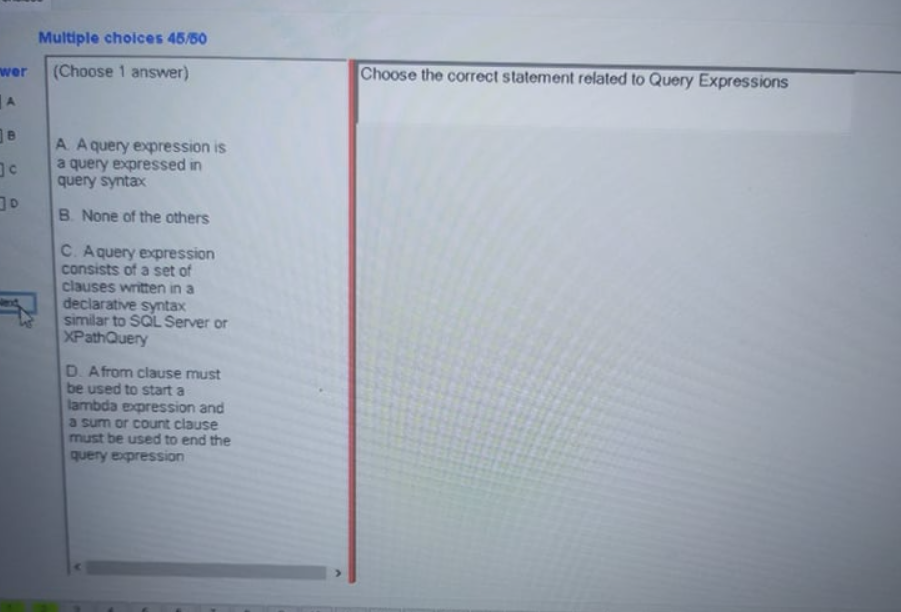 Multiple choices 45/50
wer
(Choose 1 answer)
Choose the correct statement related to Query Expressions
A
B
C
D
A. A query expression is
a query expressed in
query syntax
B. None of the others
C. A query expression
consists of a set of
clauses written in a
declarative syntax
similar to SQL Server or
XPathQuery
D. A from clause must
be used to start a
lambda expression and
a sum or count clause
must be used to end the
query expression